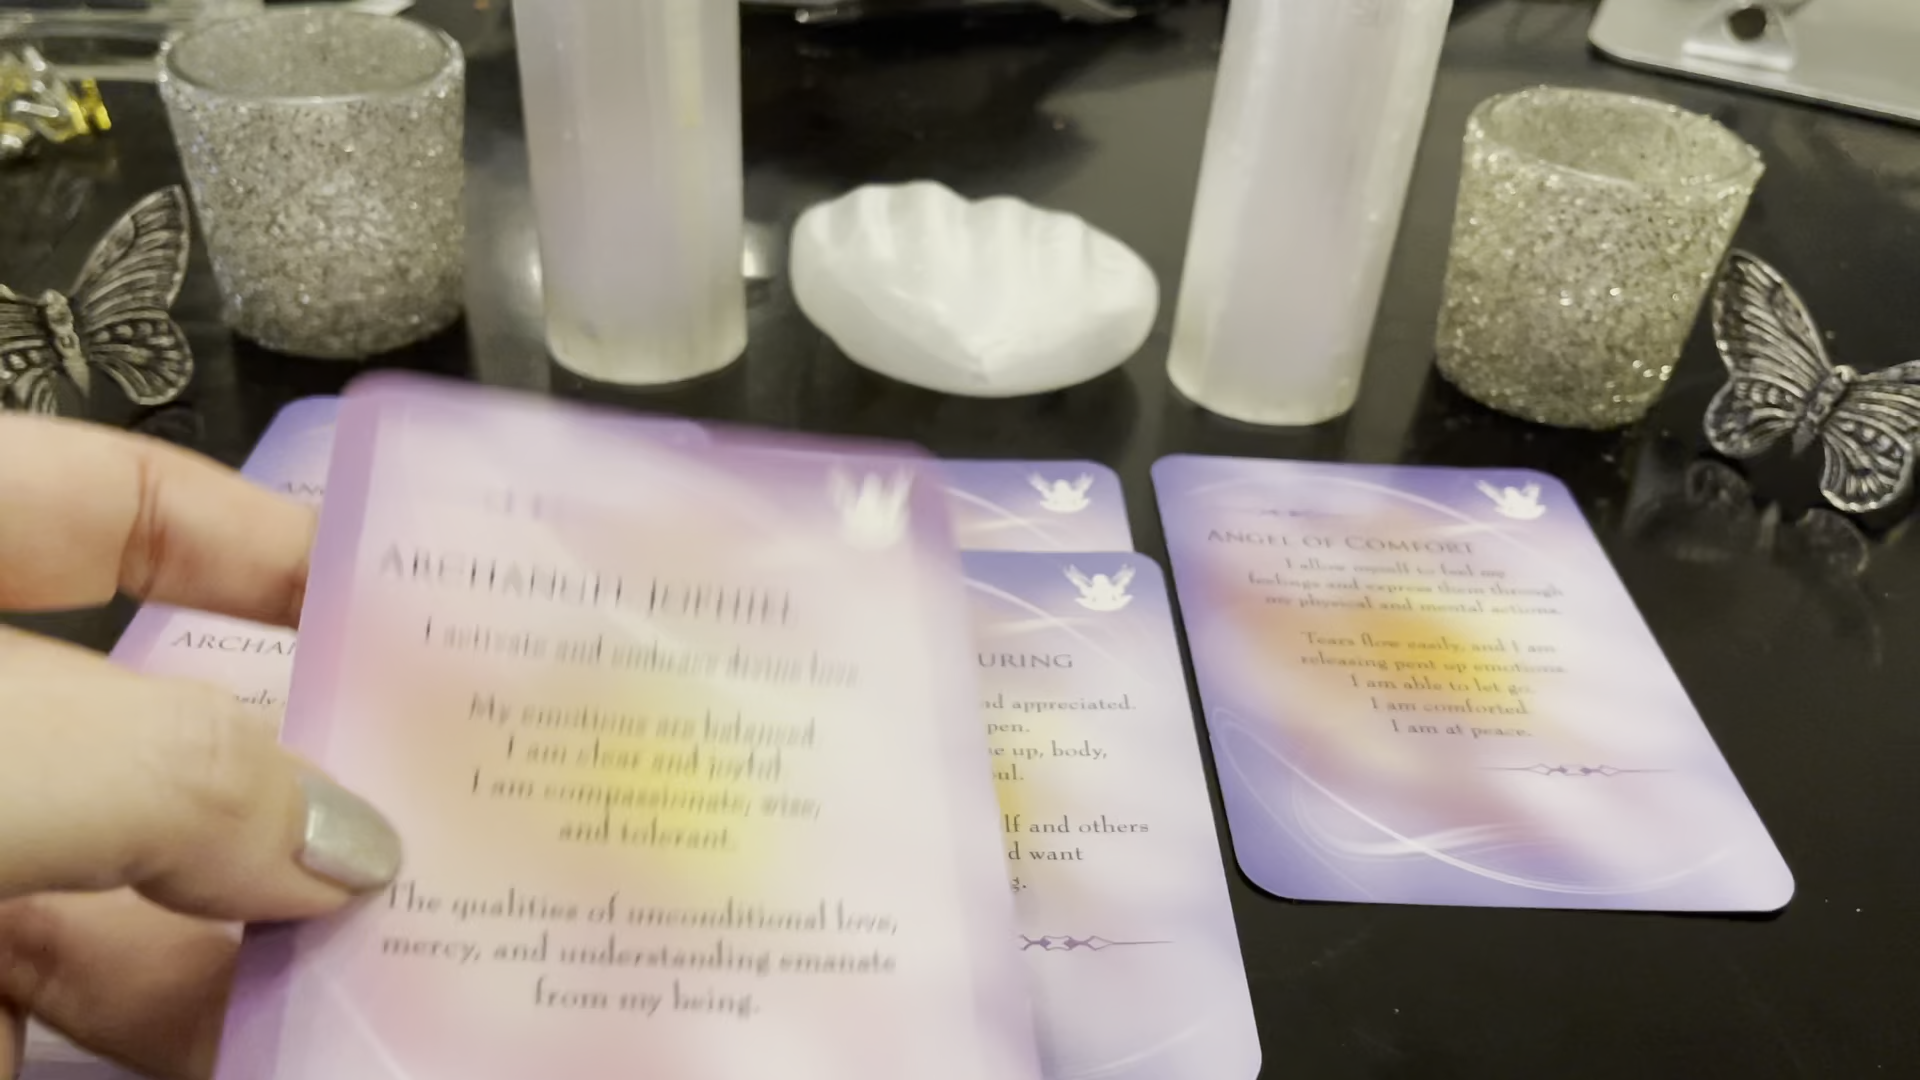 ARCHANGEL JOPHIEL
I activate and embrace divine love.
My emotions are balanced.
I am clear and joyful.
I am compassionate, wise,
and tolerant.
The qualities of unconditional love,
mercy, and understanding emanate
from my being.
ARCHAN
URING
nd appreciated.
pen.
e up, body,
ul.
lf and others
d want
g.
ANGEL OF COMFORT
I allow myself to feel my
feelings and express them through
my physical and mental actions.
Tears flow easily, and I am
releasing pent up emotions.
I am able to let go.
I am comforted.
I am at peace.